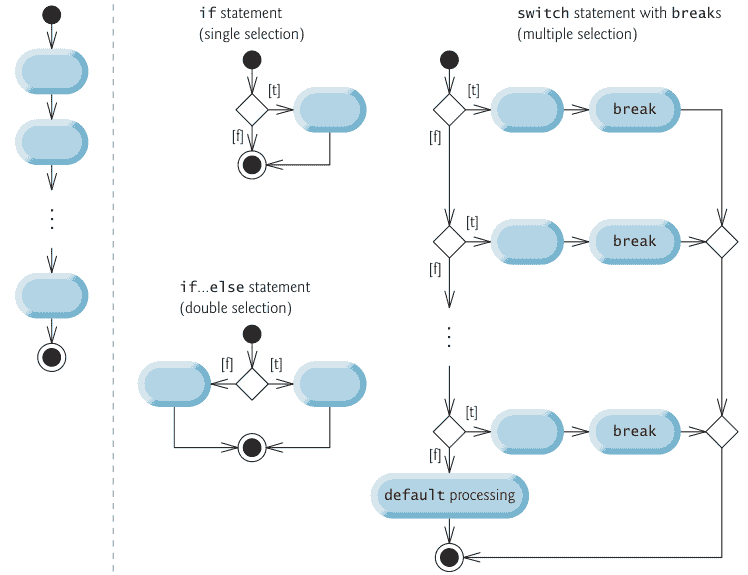 if statement
(single selection)
[t]
[f]
if...else statement
(double selection)
[f]
[t]
switch statement with breaks
(multiple selection)
[t]
break
[f]
[t]
break
[f]
[t]
break
[f]
default processing